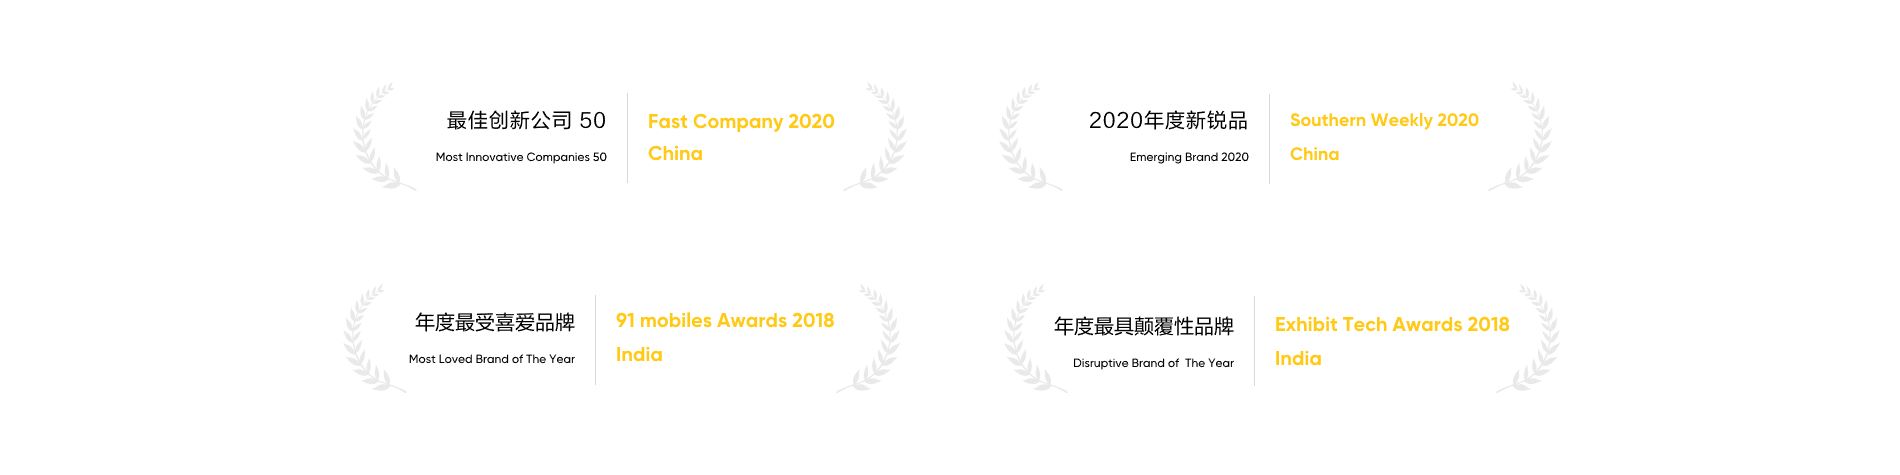 最佳创新公司 50
Most Innovative Companies 50
Fast Company 2020
China
2020年度新锐品
Emerging Brand 2020
Southern Weekly 2020
China
年度最受喜爱品牌
Most Loved Brand of The Year
91 mobiles Awards 2018
India
年度最具颠覆性品牌
Disruptive Brand of The Year
Exhibit Tech Awards 2018
India